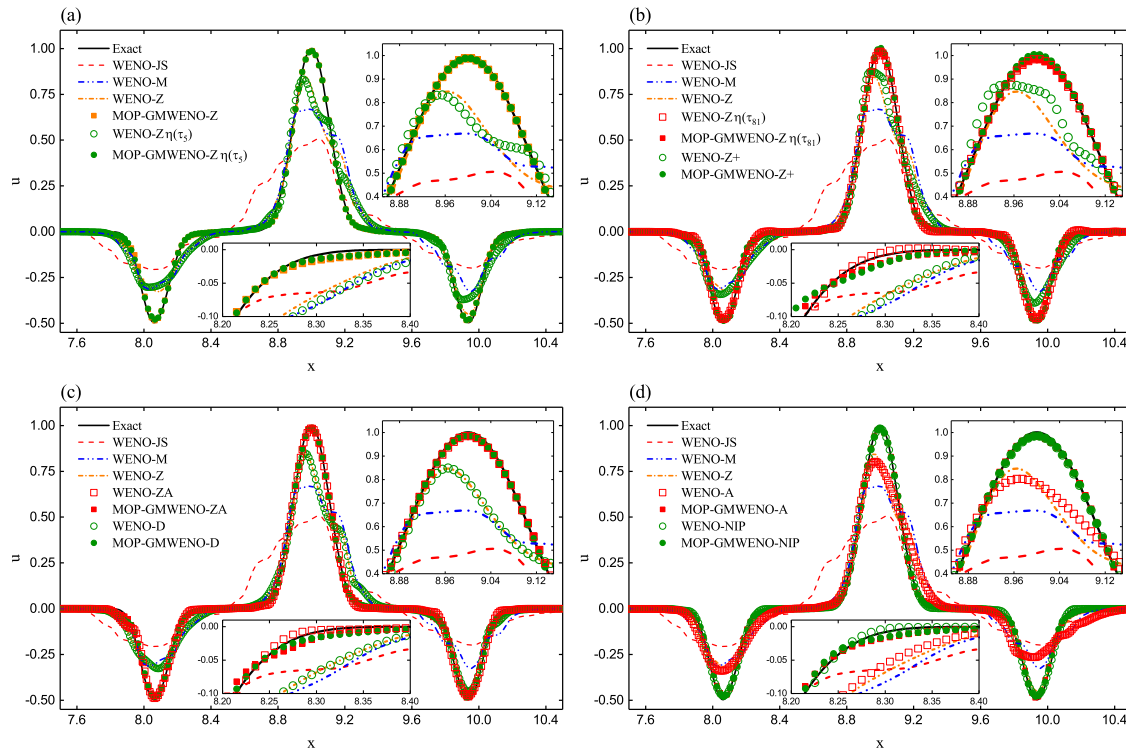 (a)
1.00
0.75
0.50
0.25
0.00
-0.25
-0.50
u
Exact
WENO-JS
WENO-M
WENO-Z
MOP-GMWENO-Z
WENO-Z η(τ5)
MOP-GMWENO-Z η(τ5)
1.0
0.9
0.8
0.7
0.6
0.5
0.4
8.88 8.96 9.04 9.12
0.00
-0.05
-0.10
8.20 8.25 8.30 8.35 8.40
7.6 8.0 8.4 8.8 9.2 9.6 10.0 10.4
x
(b)
1.00
0.75
0.50
0.25
0.00
-0.25
-0.50
u
Exact
WENO-JS
WENO-M
WENO-Z
WENO-Z η(τ81)
MOP-GMWENO-Z η(τ81)
WENO-Z+
MOP-GMWENO-Z+
1.0
0.9
0.8
0.7
0.6
0.5
0.4
8.88 8.96 9.04 9.12
0.00
-0.05
-0.10
8.20 8.25 8.30 8.35 8.40
7.6 8.0 8.4 8.8 9.2 9.6 10.0 10.4
x
(c)
1.00
0.75
0.50
0.25
0.00
-0.25
-0.50
u
Exact
WENO-JS
WENO-M
WENO-Z
WENO-ZA
MOP-GMWENO-ZA
WENO-D
MOP-GMWENO-D
1.0
0.9
0.8
0.7
0.6
0.5
0.4
8.88 8.96 9.04 9.12
0.00
-0.05
-0.10
8.20 8.25 8.30 8.35 8.40
7.6 8.0 8.4 8.8 9.2 9.6 10.0 10.4
x
(d)
1.00
0.75
0.50
0.25
0.00
-0.25
-0.50
u
Exact
WENO-JS
WENO-M
WENO-Z
WENO-A
MOP-GMWENO-A
WENO-NIP
MOP-GMWENO-NIP
1.0
0.9
0.8
0.7
0.6
0.5
0.4
8.88 8.96 9.04 9.12
0.00
-0.05
-0.10
8.20 8.25 8.30 8.35 8.40
7.6 8.0 8.4 8.8 9.2 9.6 10.0 10.4
x